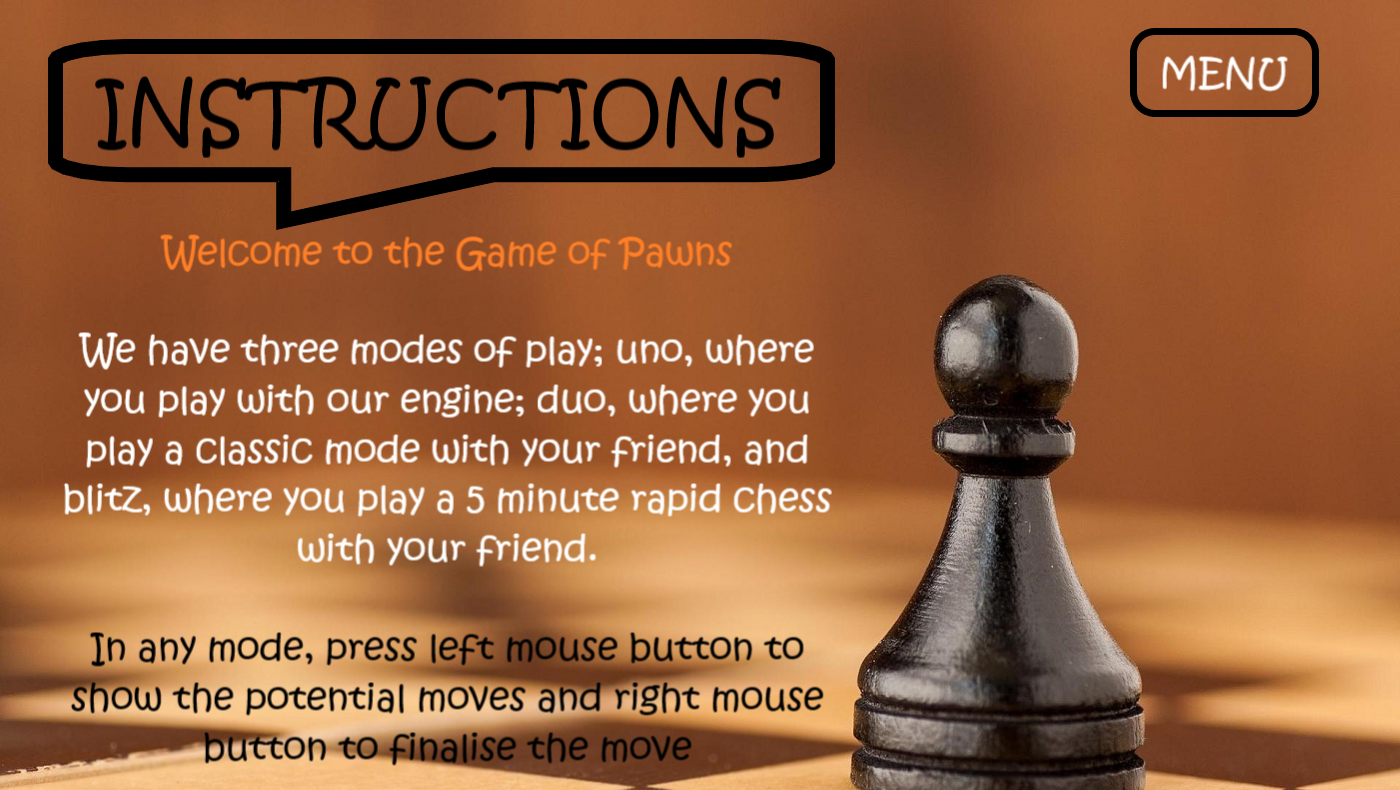 INSTRUCTIONS
MENU
Welcome to the Game of Pawns
We have three modes of play; uno, where
you play with our engine; duo, where you
play a classic mode with your friend, and
blitz, where you play a 5 minute rapid chess
with your friend.
In any mode, press left mouse button to
show the potential moves and right mouse
button to finalise the move